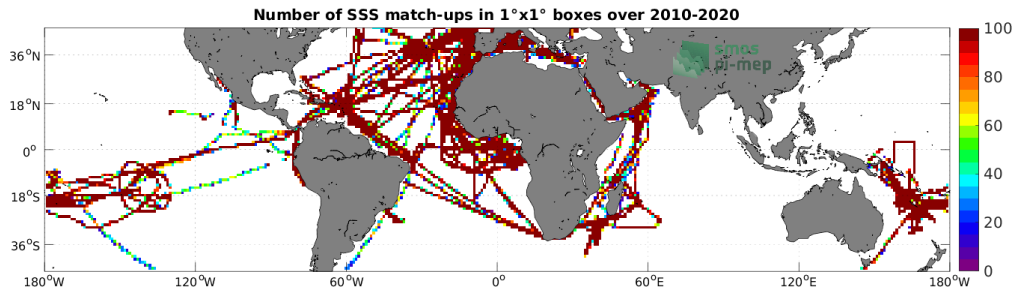 Number of SSS match-ups in 1°x1° boxes over 2010-2020
smos
pi-mep
36°N
18°N
0°
18°S
36°S
180°W
120°W
60°W
0°
60°E
120°E
180°W
100
80
60
40
20
0